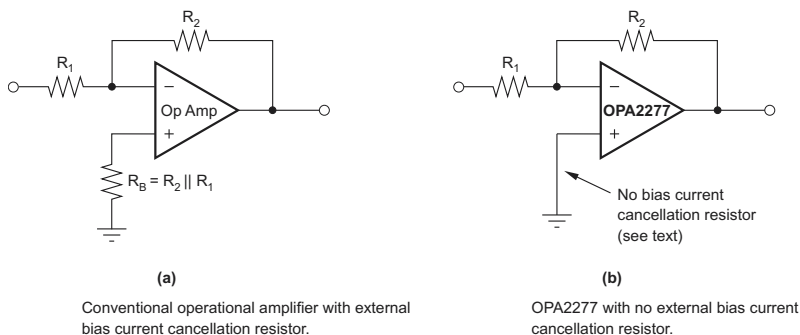 R2
R1
−
Op Amp
+
RB = R2 || R1
(a)
Conventional operational amplifier with external
bias current cancellation resistor.
R2
R1
−
OPA2277
+
No bias current
cancellation resistor
(see text)
(b)
OPA2277 with no external bias current
cancellation resistor.